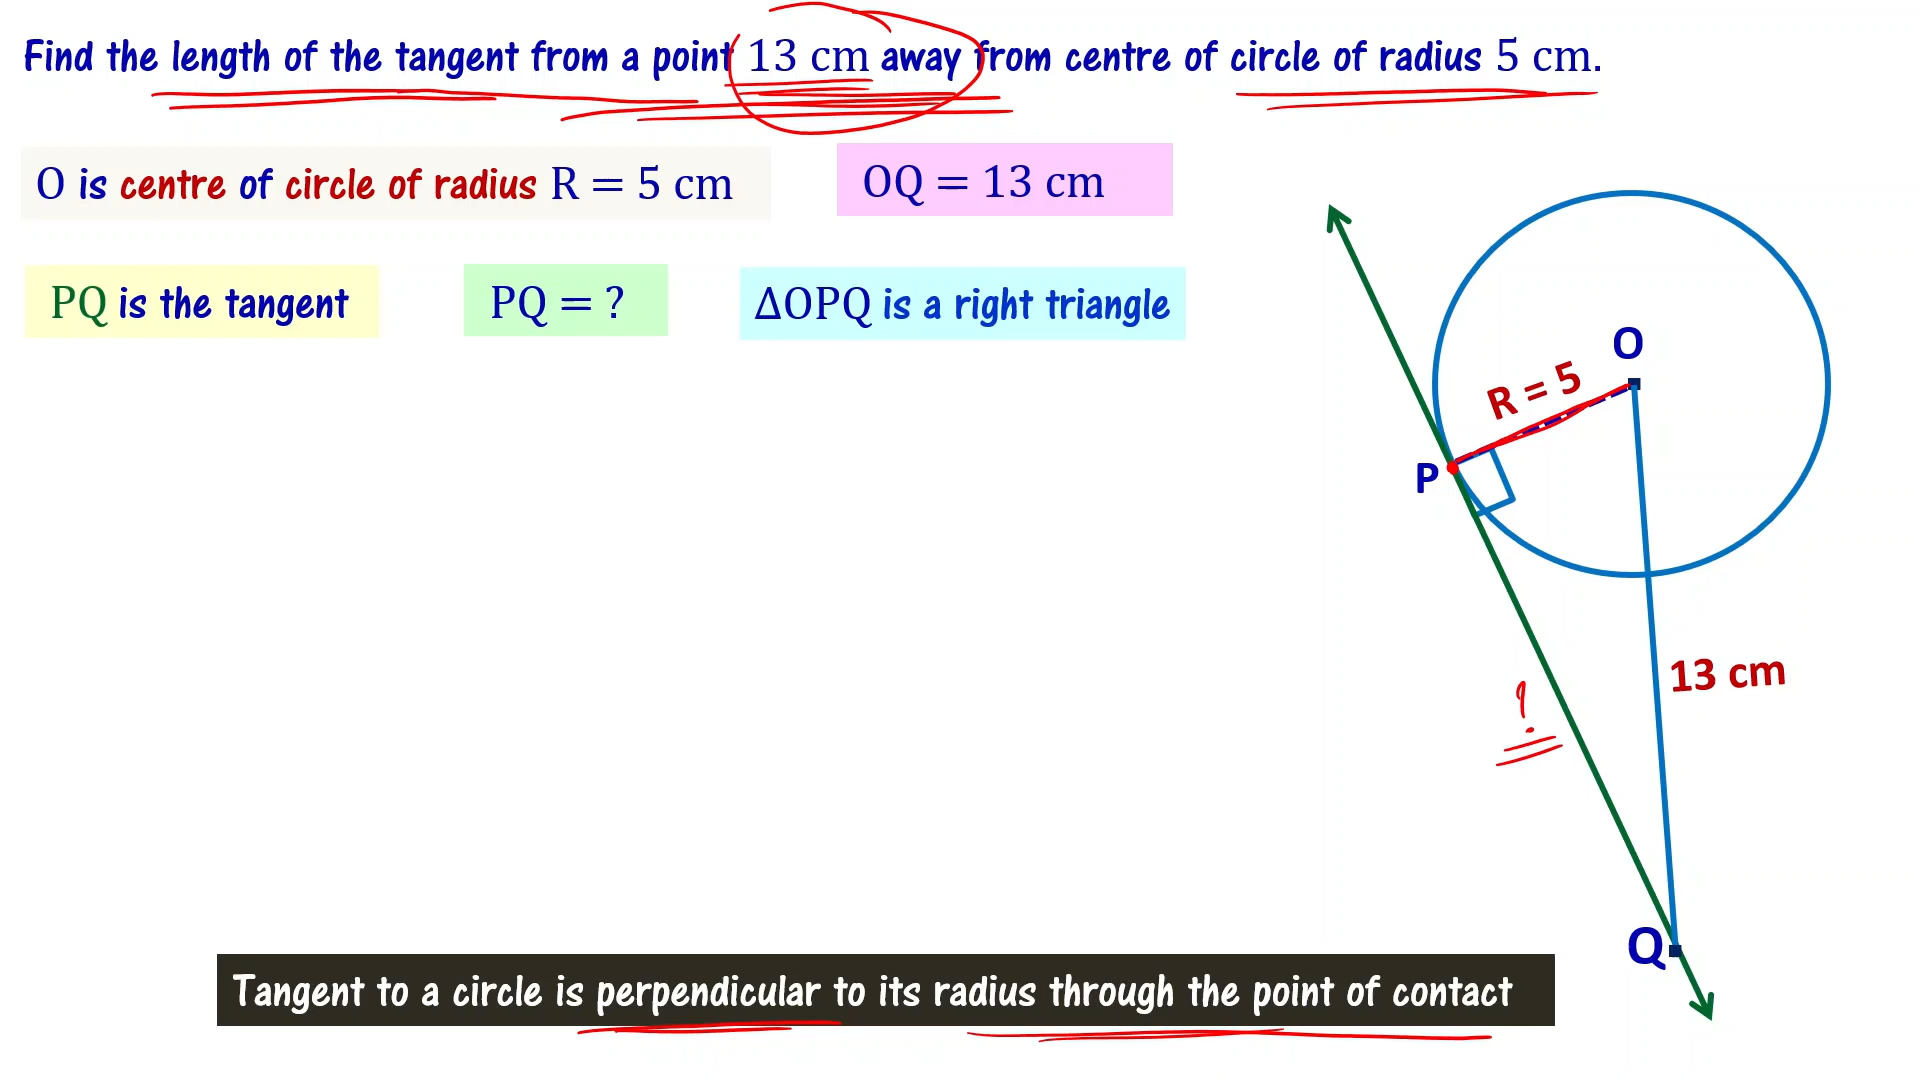 Find the length of the tangent from a point 13 cm away from centre of circle of radius 5 cm.
O is centre of circle of radius R = 5 cm
OQ = 13 cm
PQ is the tangent
PQ = ?
ΔOPQ is a right triangle
O
R = 5
P
13 cm
?
Q
Tangent to a circle is perpendicular to its radius through the point of contact